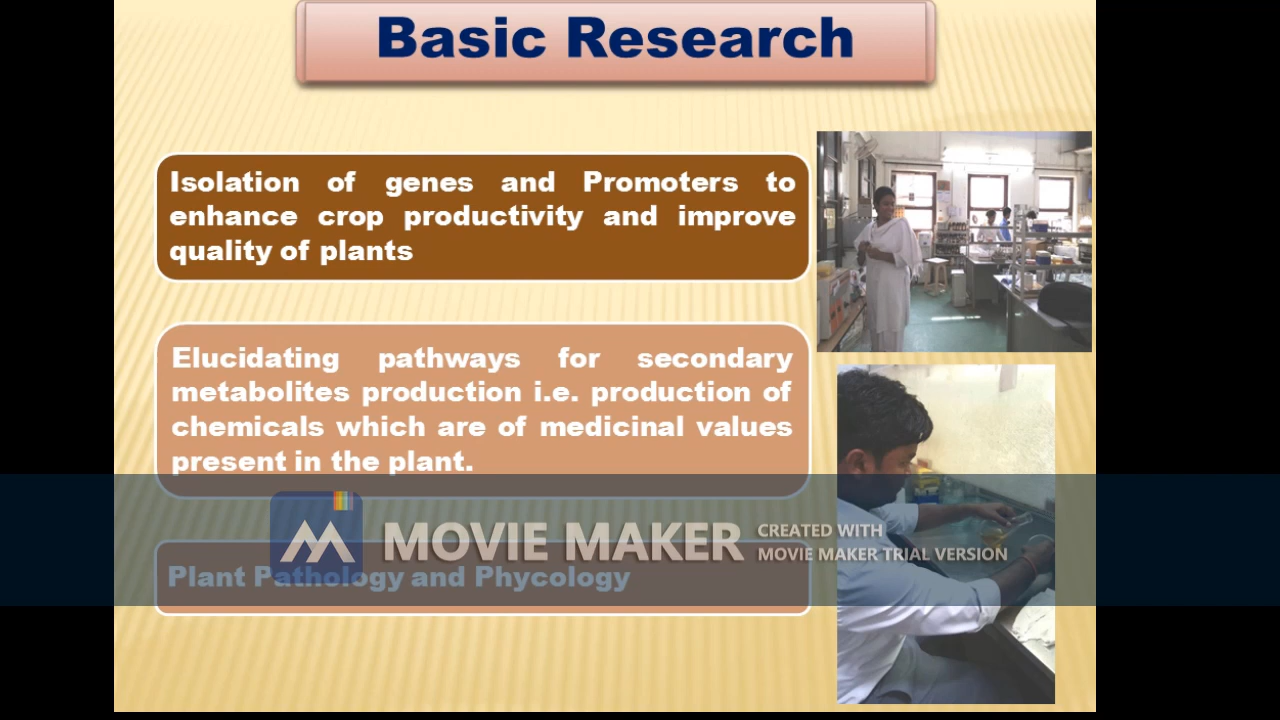 Basic Research
Isolation of genes and Promoters to
enhance crop productivity and improve
quality of plants
Elucidating pathways for secondary
metabolites production i.e. production of
chemicals which are of medicinal values
present in the plant.
MOVIE MAKER
CREATED WITH
MOVIE MAKER TRIAL VERSION
Plant Pathology and Phycology